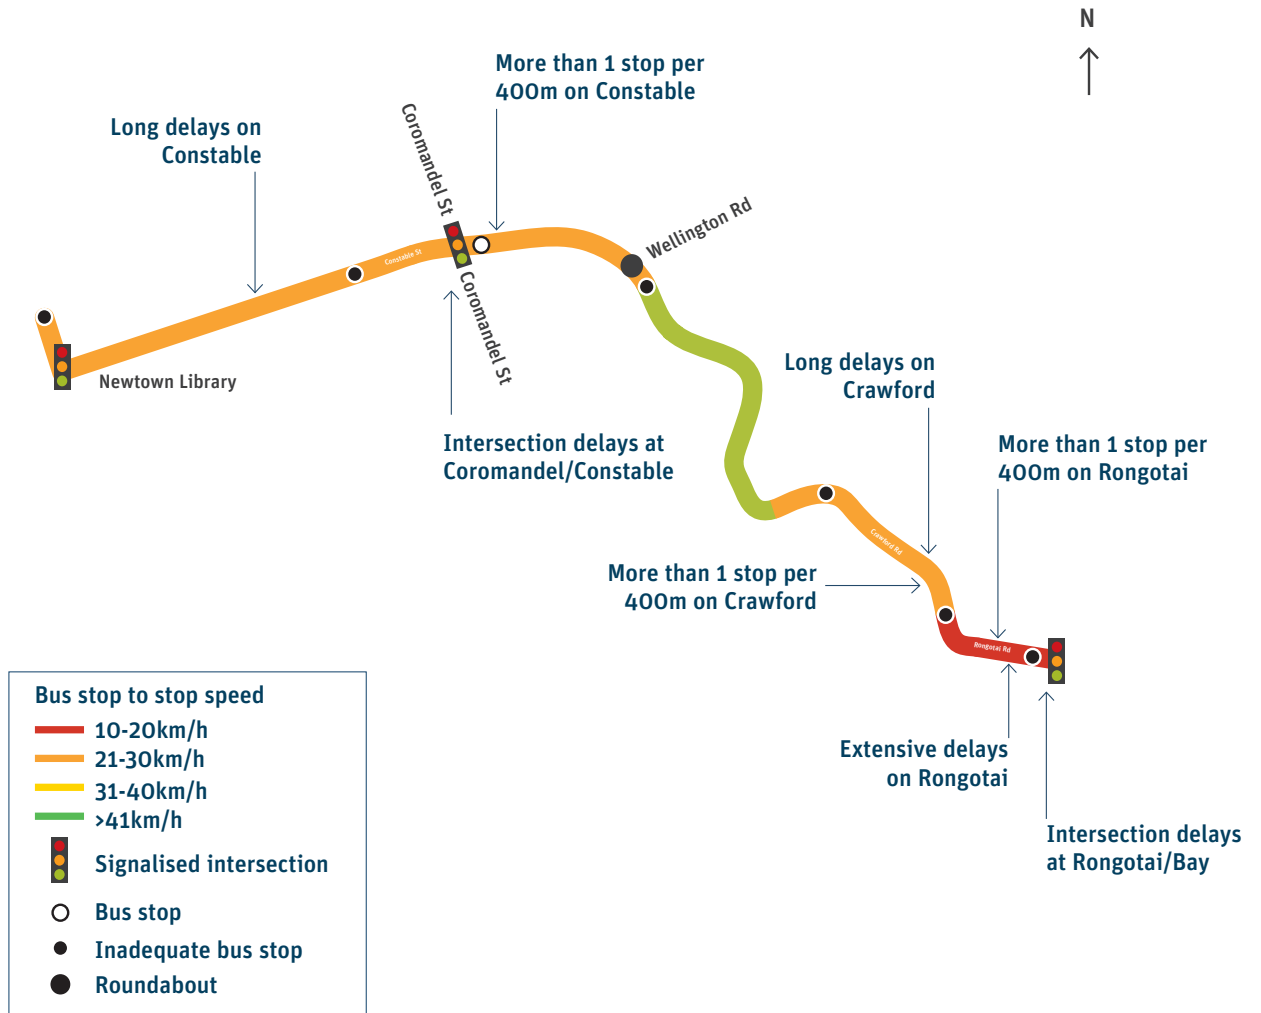 N
More than 1 stop per
400m on Constable
Long delays on
Constable
Coromandel St
Wellington Rd
Constable St
Coromandel St
Newtown Library
Long delays on
Crawford
Intersection delays at
Coromandel/Constable
More than 1 stop per
400m on Rongotai
Crawford Rd
More than 1 stop per
400m on Crawford
Rongotai Rd
Extensive delays
on Rongotai
Intersection delays
at Rongotai/Bay
Bus stop to stop speed
10-20km/h
21-30km/h
31-40km/h
>41km/h
Signalised intersection
Bus stop
Inadequate bus stop
Roundabout